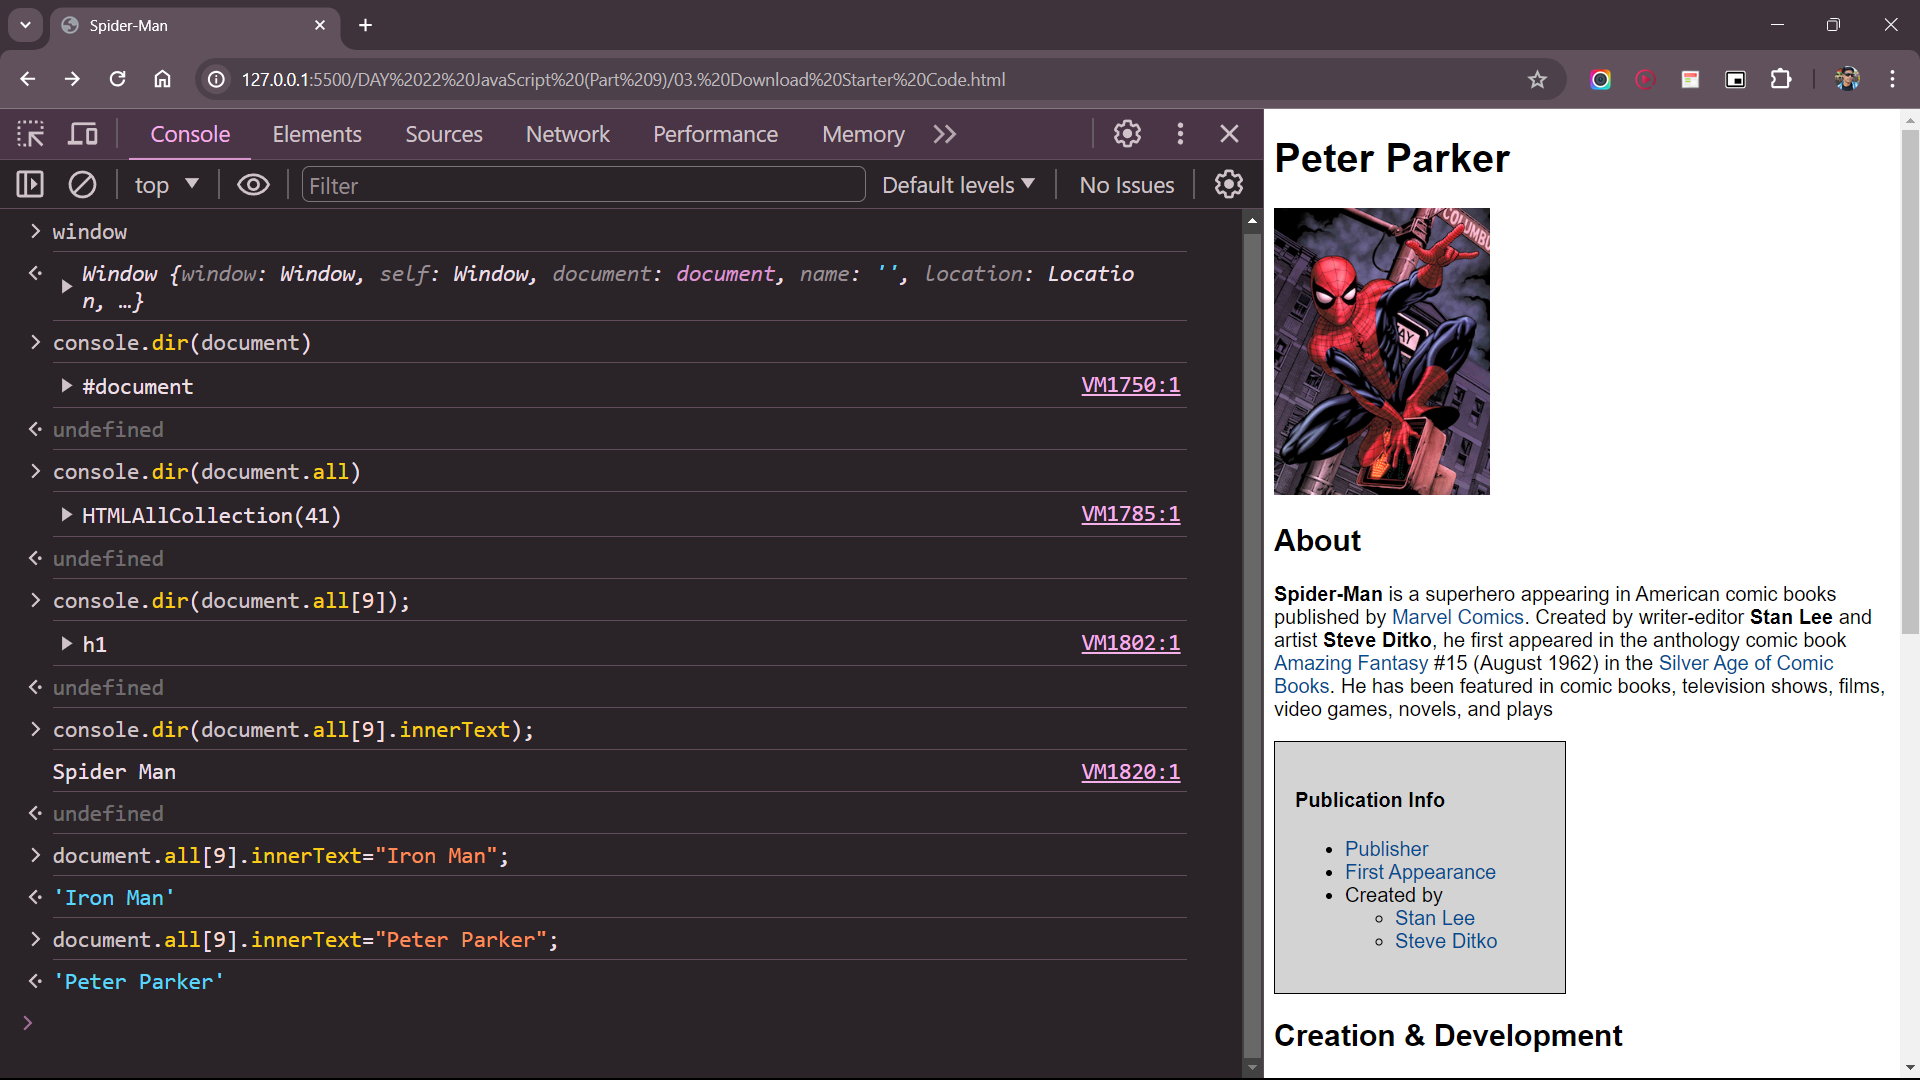 Spider-Man
127.0.0.1:5500/DAY%2022%20JavaScript%20(Part%209)/03.%20Download%20Starter%20Code.html
Console Elements Sources Network Performance Memory
top Filter Default levels No Issues
window
Window {window: Window, self: Window, document: document, name: '', location: Locatio
n, …}
console.dir(document)
#document VM1750:1
undefined
console.dir(document.all)
HTMLAllCollection(41) VM1785:1
undefined
console.dir(document.all[9]);
h1 VM1802:1
undefined
console.dir(document.all[9].innerText);
Spider Man VM1820:1
undefined
document.all[9].innerText="Iron Man";
'Iron Man'
document.all[9].innerText="Peter Parker";
'Peter Parker'
Peter Parker
COLUMBU
AY
About
Spider-Man is a superhero appearing in American comic books
published by Marvel Comics. Created by writer-editor Stan Lee and
artist Steve Ditko, he first appeared in the anthology comic book
Amazing Fantasy #15 (August 1962) in the Silver Age of Comic
Books. He has been featured in comic books, television shows, films,
video games, novels, and plays
Publication Info
Publisher
First Appearance
Created by
Stan Lee
Steve Ditko
Creation & Development